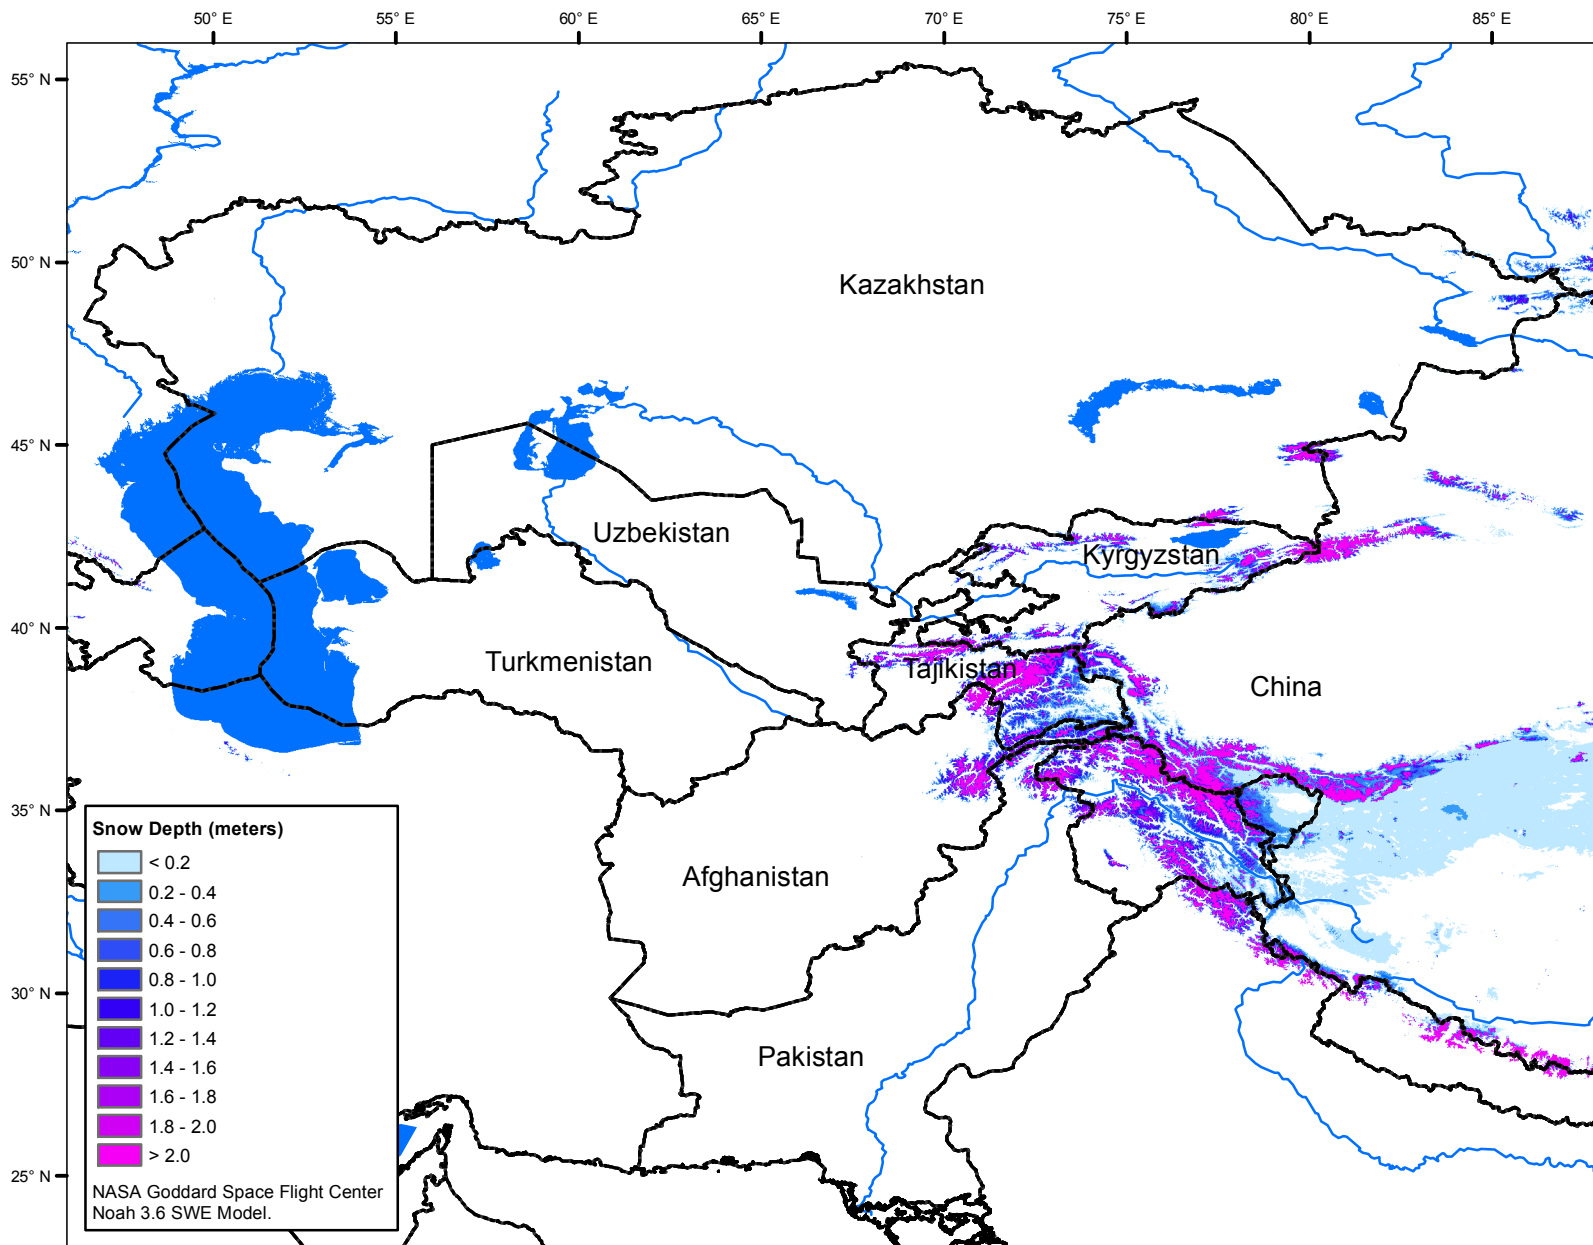 50° E 55° E 60° E 65° E 70° E 75° E 80° E 85° E
55° N
50° N
Kazakhstan
45° N
Uzbekistan
Kyrgyzstan
40° N
Turkmenistan
Tajikistan
China
35° N
Snow Depth (meters)
< 0.2
0.2 - 0.4
0.4 - 0.6
0.6 - 0.8
0.8 - 1.0
1.0 - 1.2
1.2 - 1.4
1.4 - 1.6
1.6 - 1.8
1.8 - 2.0
> 2.0
NASA Goddard Space Flight Center
Noah 3.6 SWE Model.
Afghanistan
30° N
Pakistan
25° N